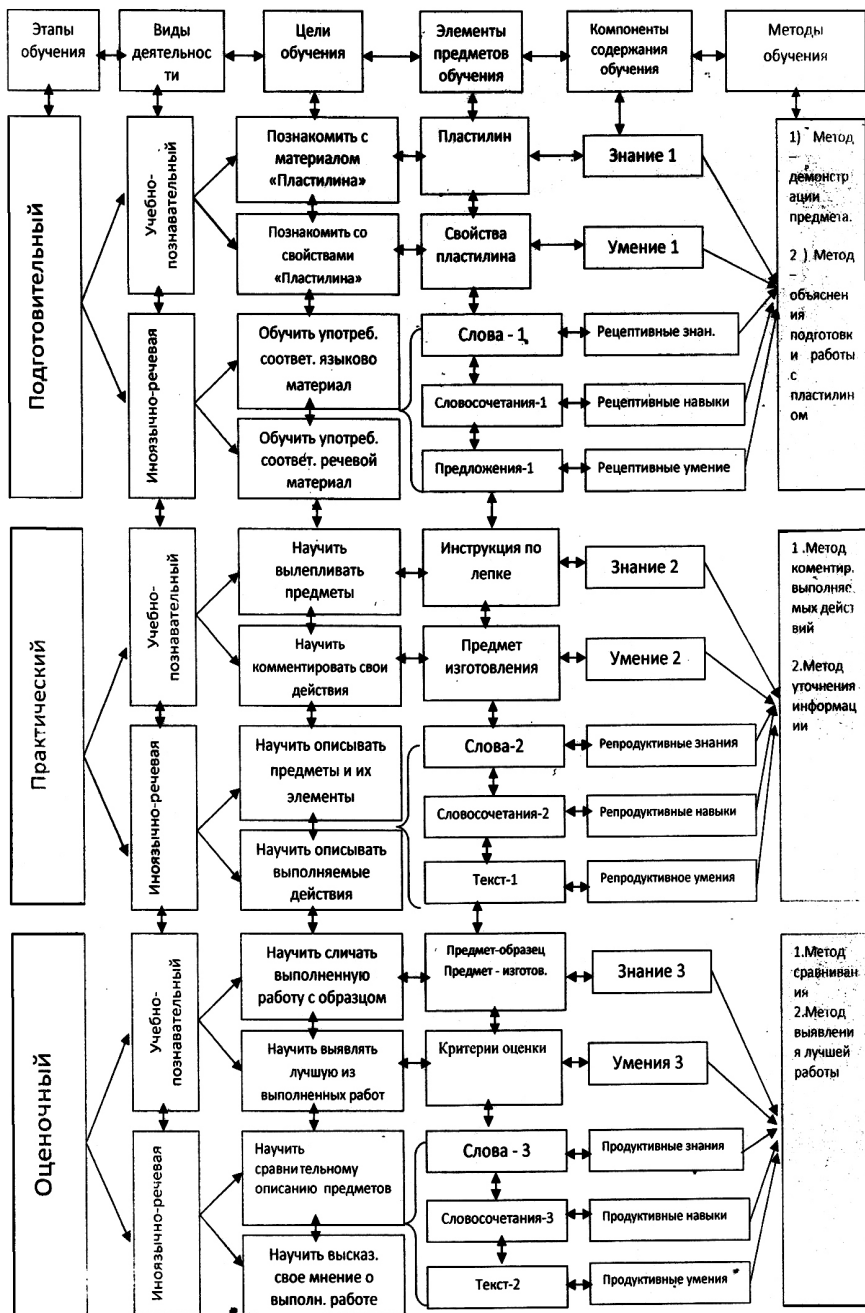 Этапы
обучения
Виды
деятельнос
ти
Цели
обучения
Элементы
предметов
обучения
Компоненты
содержания
обучения
Методы
обучения
Подготовительный
Учебно-
познавательный
Познакомить с
материалом
«Пластилина»
Пластилин
Знание 1
Познакомить со
свойствами
«Пластилина»
Свойства
пластилина
Умение 1
Иноязычно-речевая
Обучить употреб.
соответ. языково
материал
Слова - 1
Рецептивные знан.
Словосочетания-1
Рецептивные навыки
Обучить употреб.
соответ. речевой
материал
Предложения-1
Рецептивные умение
1) Метод
–
демонстр
ации
предмета.
2 ) Метод
–
объяснен
ия
подготовк
и работы
с
пластилин
ом
Практический
Учебно-
познавательный
Научить
вылепливать
предметы
Инструкция по
лепке
Знание 2
Научить
комментировать свои
действия
Предмет
изготовления
Умение 2
Иноязычно-речевая
Научить описывать
предметы и их
элементы
Слова-2
Репродуктивные знания
Словосочетания-2
Репродуктивные навыки
Научить описывать
выполняемые
действия
Текст-1
Репродуктивное умения
1 .Метод
коментир.
выполняе
мых дейст
вий
2.Метод
уточнения
информац
ии
Оценочный
Учебно-
познавательный
Научить сличать
выполненную
работу с образцом
Предмет-образец
Предмет - изготов.
Знание 3
Научить выявлять
лучшую из
выполненных работ
Критерии оценки
Умения 3
Иноязычно-речевая
Научить
сравнительному
описанию предметов
Слова - 3
Продуктивные знания
Словосочетания-3
Продуктивные навыки
Научить высказ.
свое мнение о
выполн. работе
Текст-2
Продуктивные умения
1.Метод
сравниван
ия
2.Метод
выявлени
я лучшей
работы